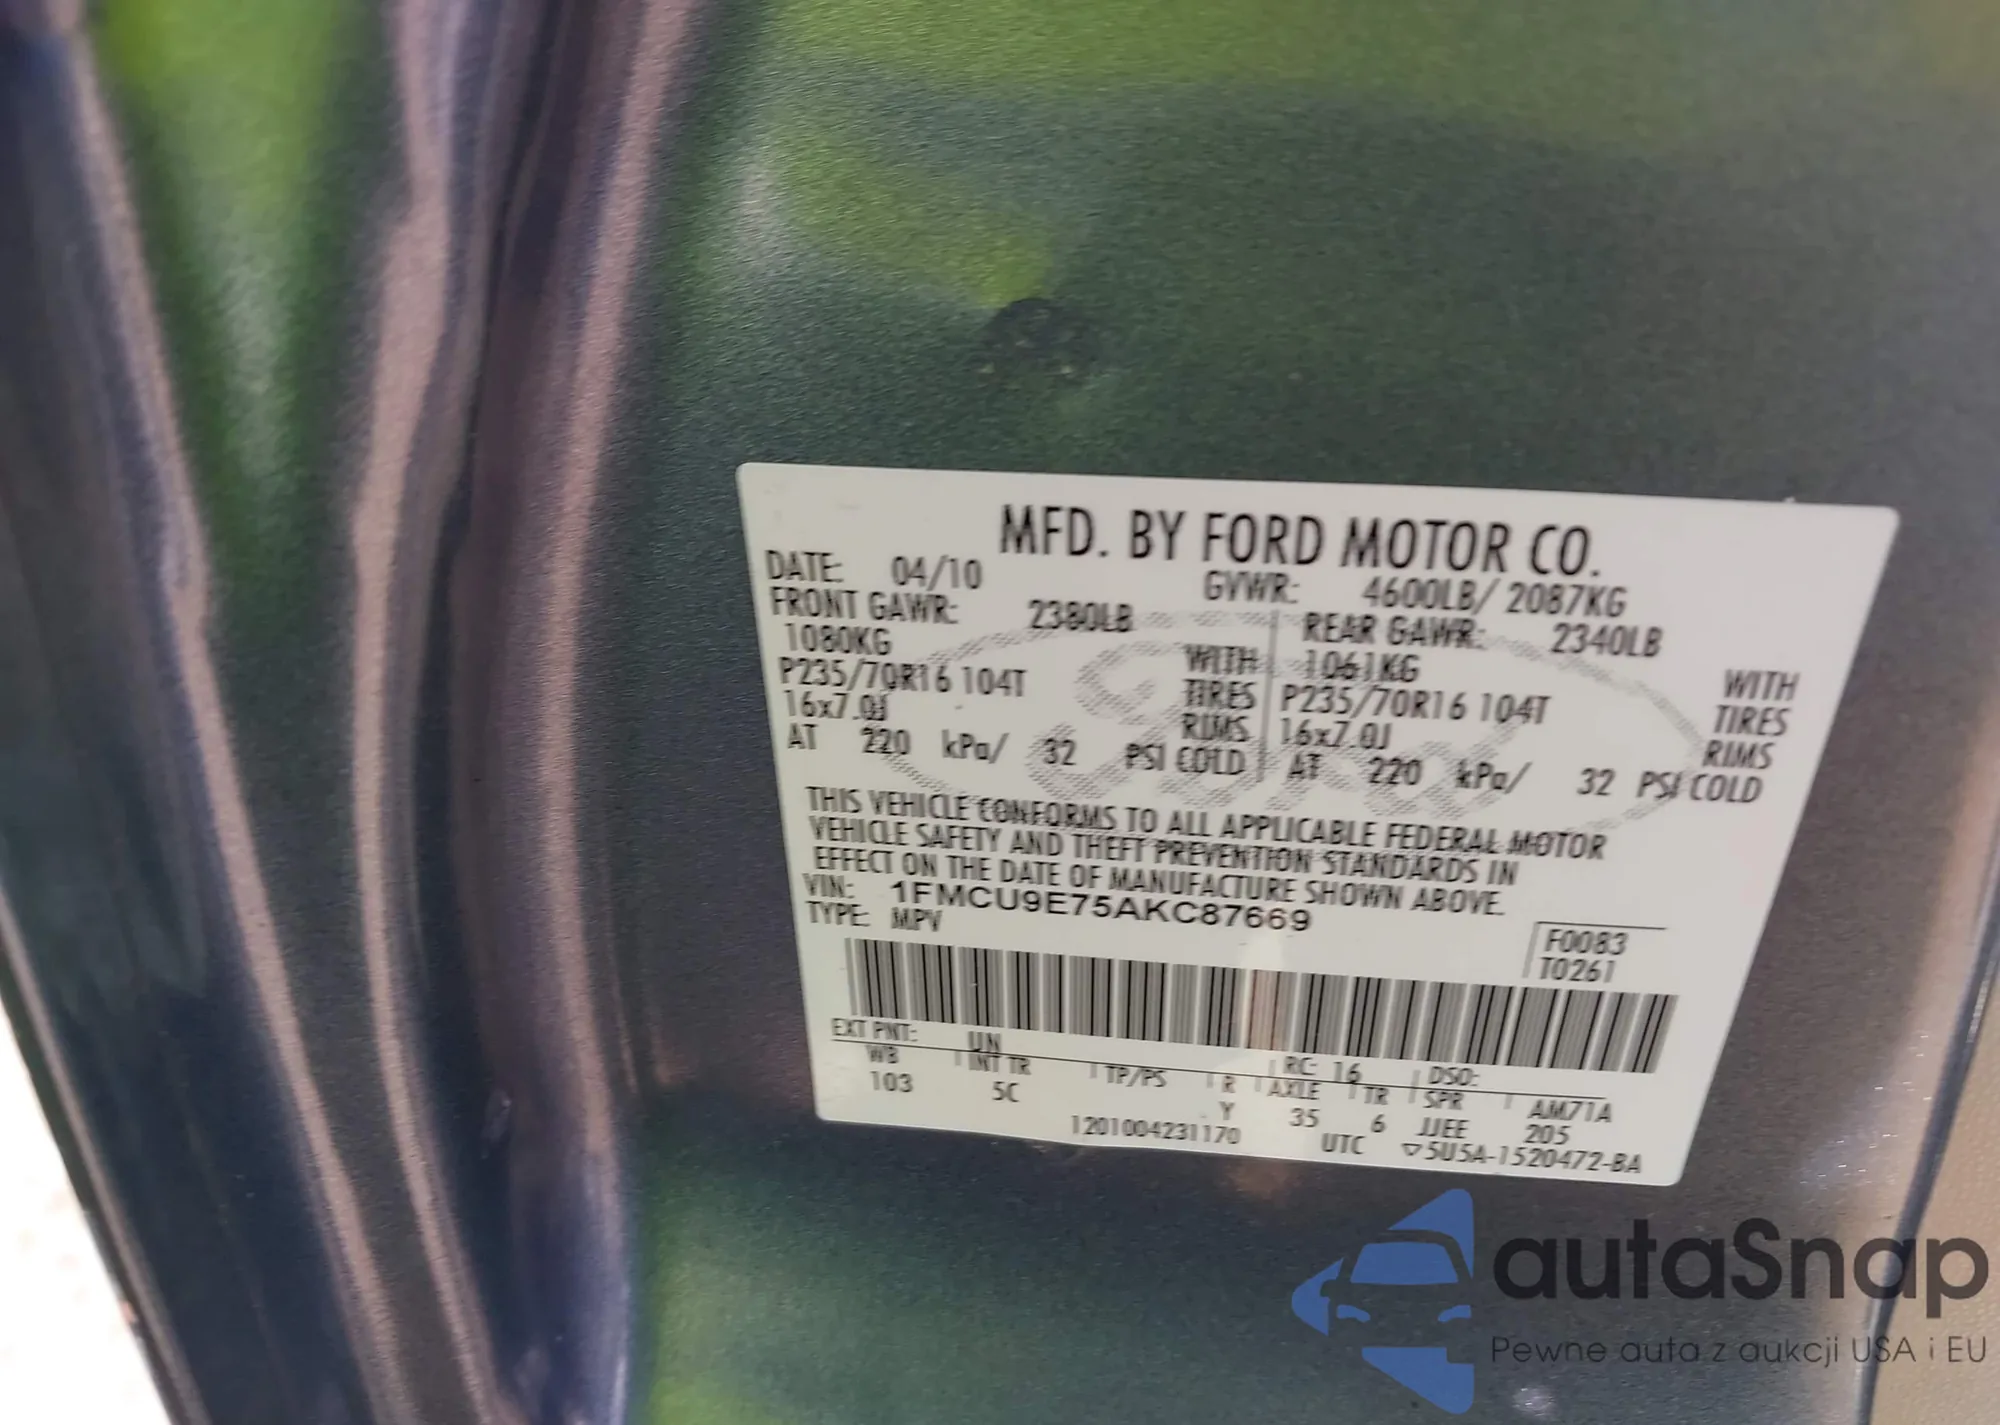 MFD. BY FORD MOTOR CO.
DATE: 04/10 GVWR: 4600LB/ 2087KG
FRONT GAWR: 2380LB REAR GAWR: 2340LB
1080KG WITH 1061KG WITH
P235/70R16 104T TIRES P235/70R16 104T TIRES
16x7.0J RIMS 16x7.0J RIMS
AT 220 kPa/ 32 PSI COLD AT 220 kPa/ 32 PSI COLD
THIS VEHICLE CONFORMS TO ALL APPLICABLE FEDERAL MOTOR
VEHICLE SAFETY AND THEFT PREVENTION STANDARDS IN
EFFECT ON THE DATE OF MANUFACTURE SHOWN ABOVE.
VIN: 1FMCU9E75AKC87669
TYPE: MPV
F0083
T0261
EXT PNT: UN RC: 16 DSO:
WB INT TR TP/PS R AXLE TR SPR AM71A
103 5C Y 35 6 JJEE 205
1201004231170 UTC ▽5U5A-1520472-BA
Ford
autaSnap
Pewne auta z aukcji USA i EU